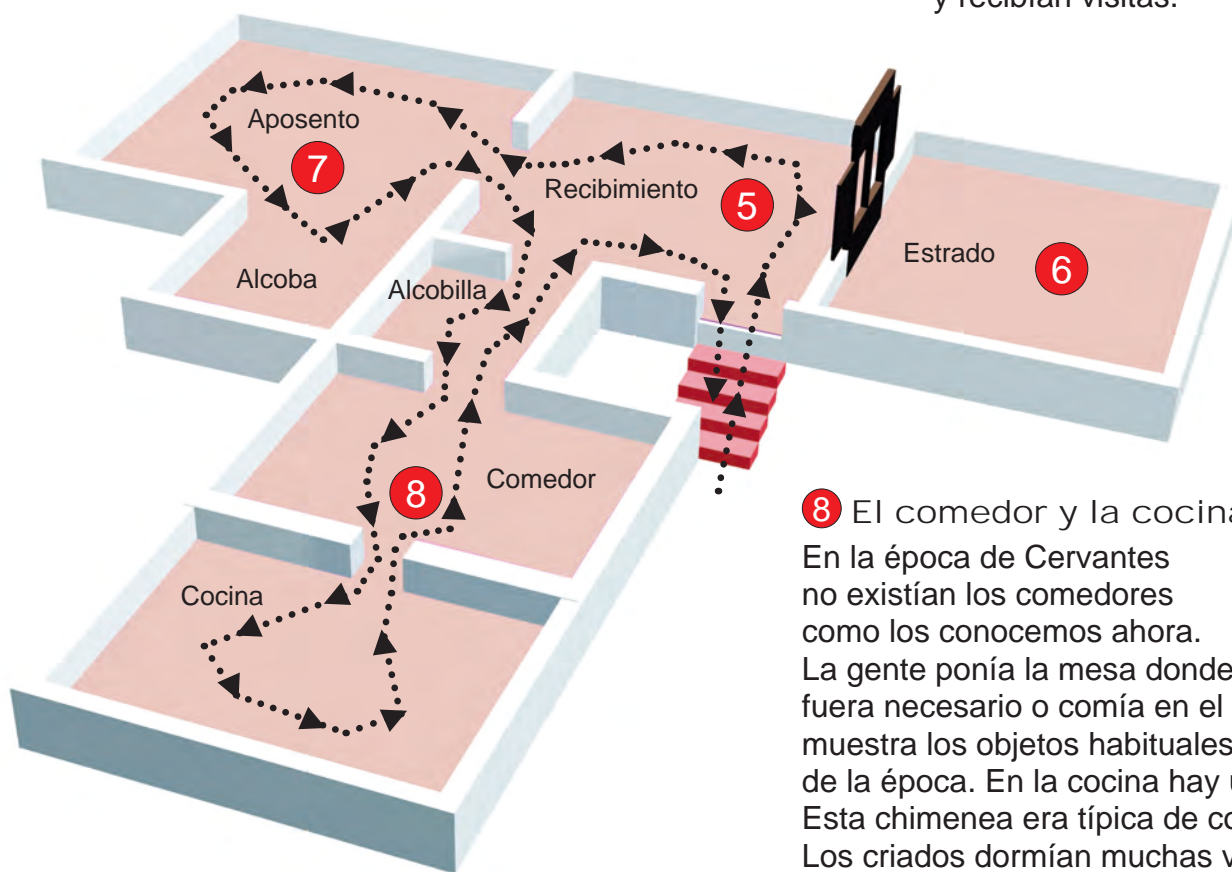 y recibían visitas.
Aposento
7
Recibimiento
5
Estrado
6
Alcoba
Alcobilla
8
Comedor
Cocina
8 El comedor y la cocina
En la época de Cervantes
no existían los comedores
como los conocemos ahora.
La gente ponía la mesa donde
fuera necesario o comía en el
muestra los objetos habituales
de la época. En la cocina hay
Esta chimenea era típica de
Los criados dormían muchas